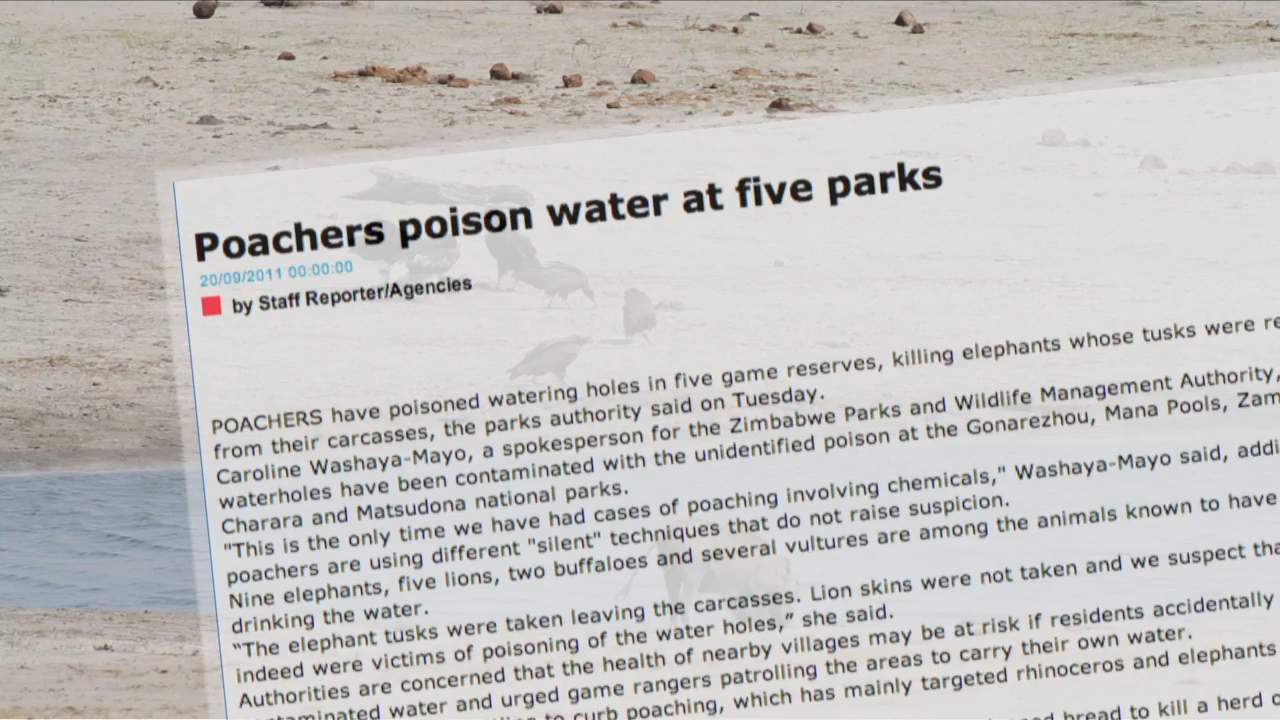 Poachers poison water at five parks
20/09/2011 00:00:00
by Staff Reporter/Agencies
POACHERS have poisoned watering holes in five game reserves, killing elephants whose tusks were
from their carcasses, the parks authority said on Tuesday.
Caroline Washaya-Mayo, a spokesperson for the Zimbabwe Parks and Wildlife Management Authority,
waterholes have been contaminated with the unidentified poison at the Gonarezhou, Mana Pools,
Charara and Matsudona national parks.
"This is the only time we have had cases of poaching involving chemicals," Washaya-Mayo said,
poachers are using different "silent" techniques that do not raise suspicion.
Nine elephants, five lions, two buffaloes and several vultures are among the animals known to have
drinking the water.
"The elephant tusks were taken leaving the carcasses. Lion skins were not taken and we suspect
indeed were victims of poisoning of the water holes," she said.
Authorities are concerned that the health of nearby villages may be at risk if residents accidentally
water and urged game rangers patrolling the areas to carry their own water.
to curb poaching, which has mainly targeted rhinoceros and elephants
bread to kill a herd